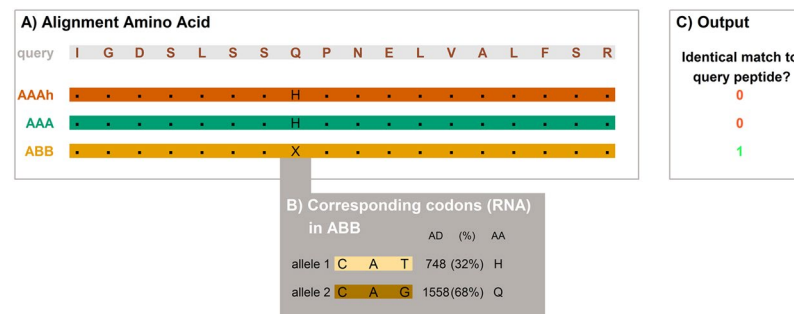 A) Alignment Amino Acid
query I G D S L S S Q P N E L V A L F S R
AAAh . . . . . . . H . . . . . . . . . .
AAA . . . . . . . H . . . . . . . . . .
ABB . . . . . . . X . . . . . . . . . .
B) Corresponding codons (RNA)
in ABB
AD (%) AA
allele 1 C A T 748 (32%) H
allele 2 C A G 1558(68%) Q
C) Output
Identical match to
query peptide?
0
0
1